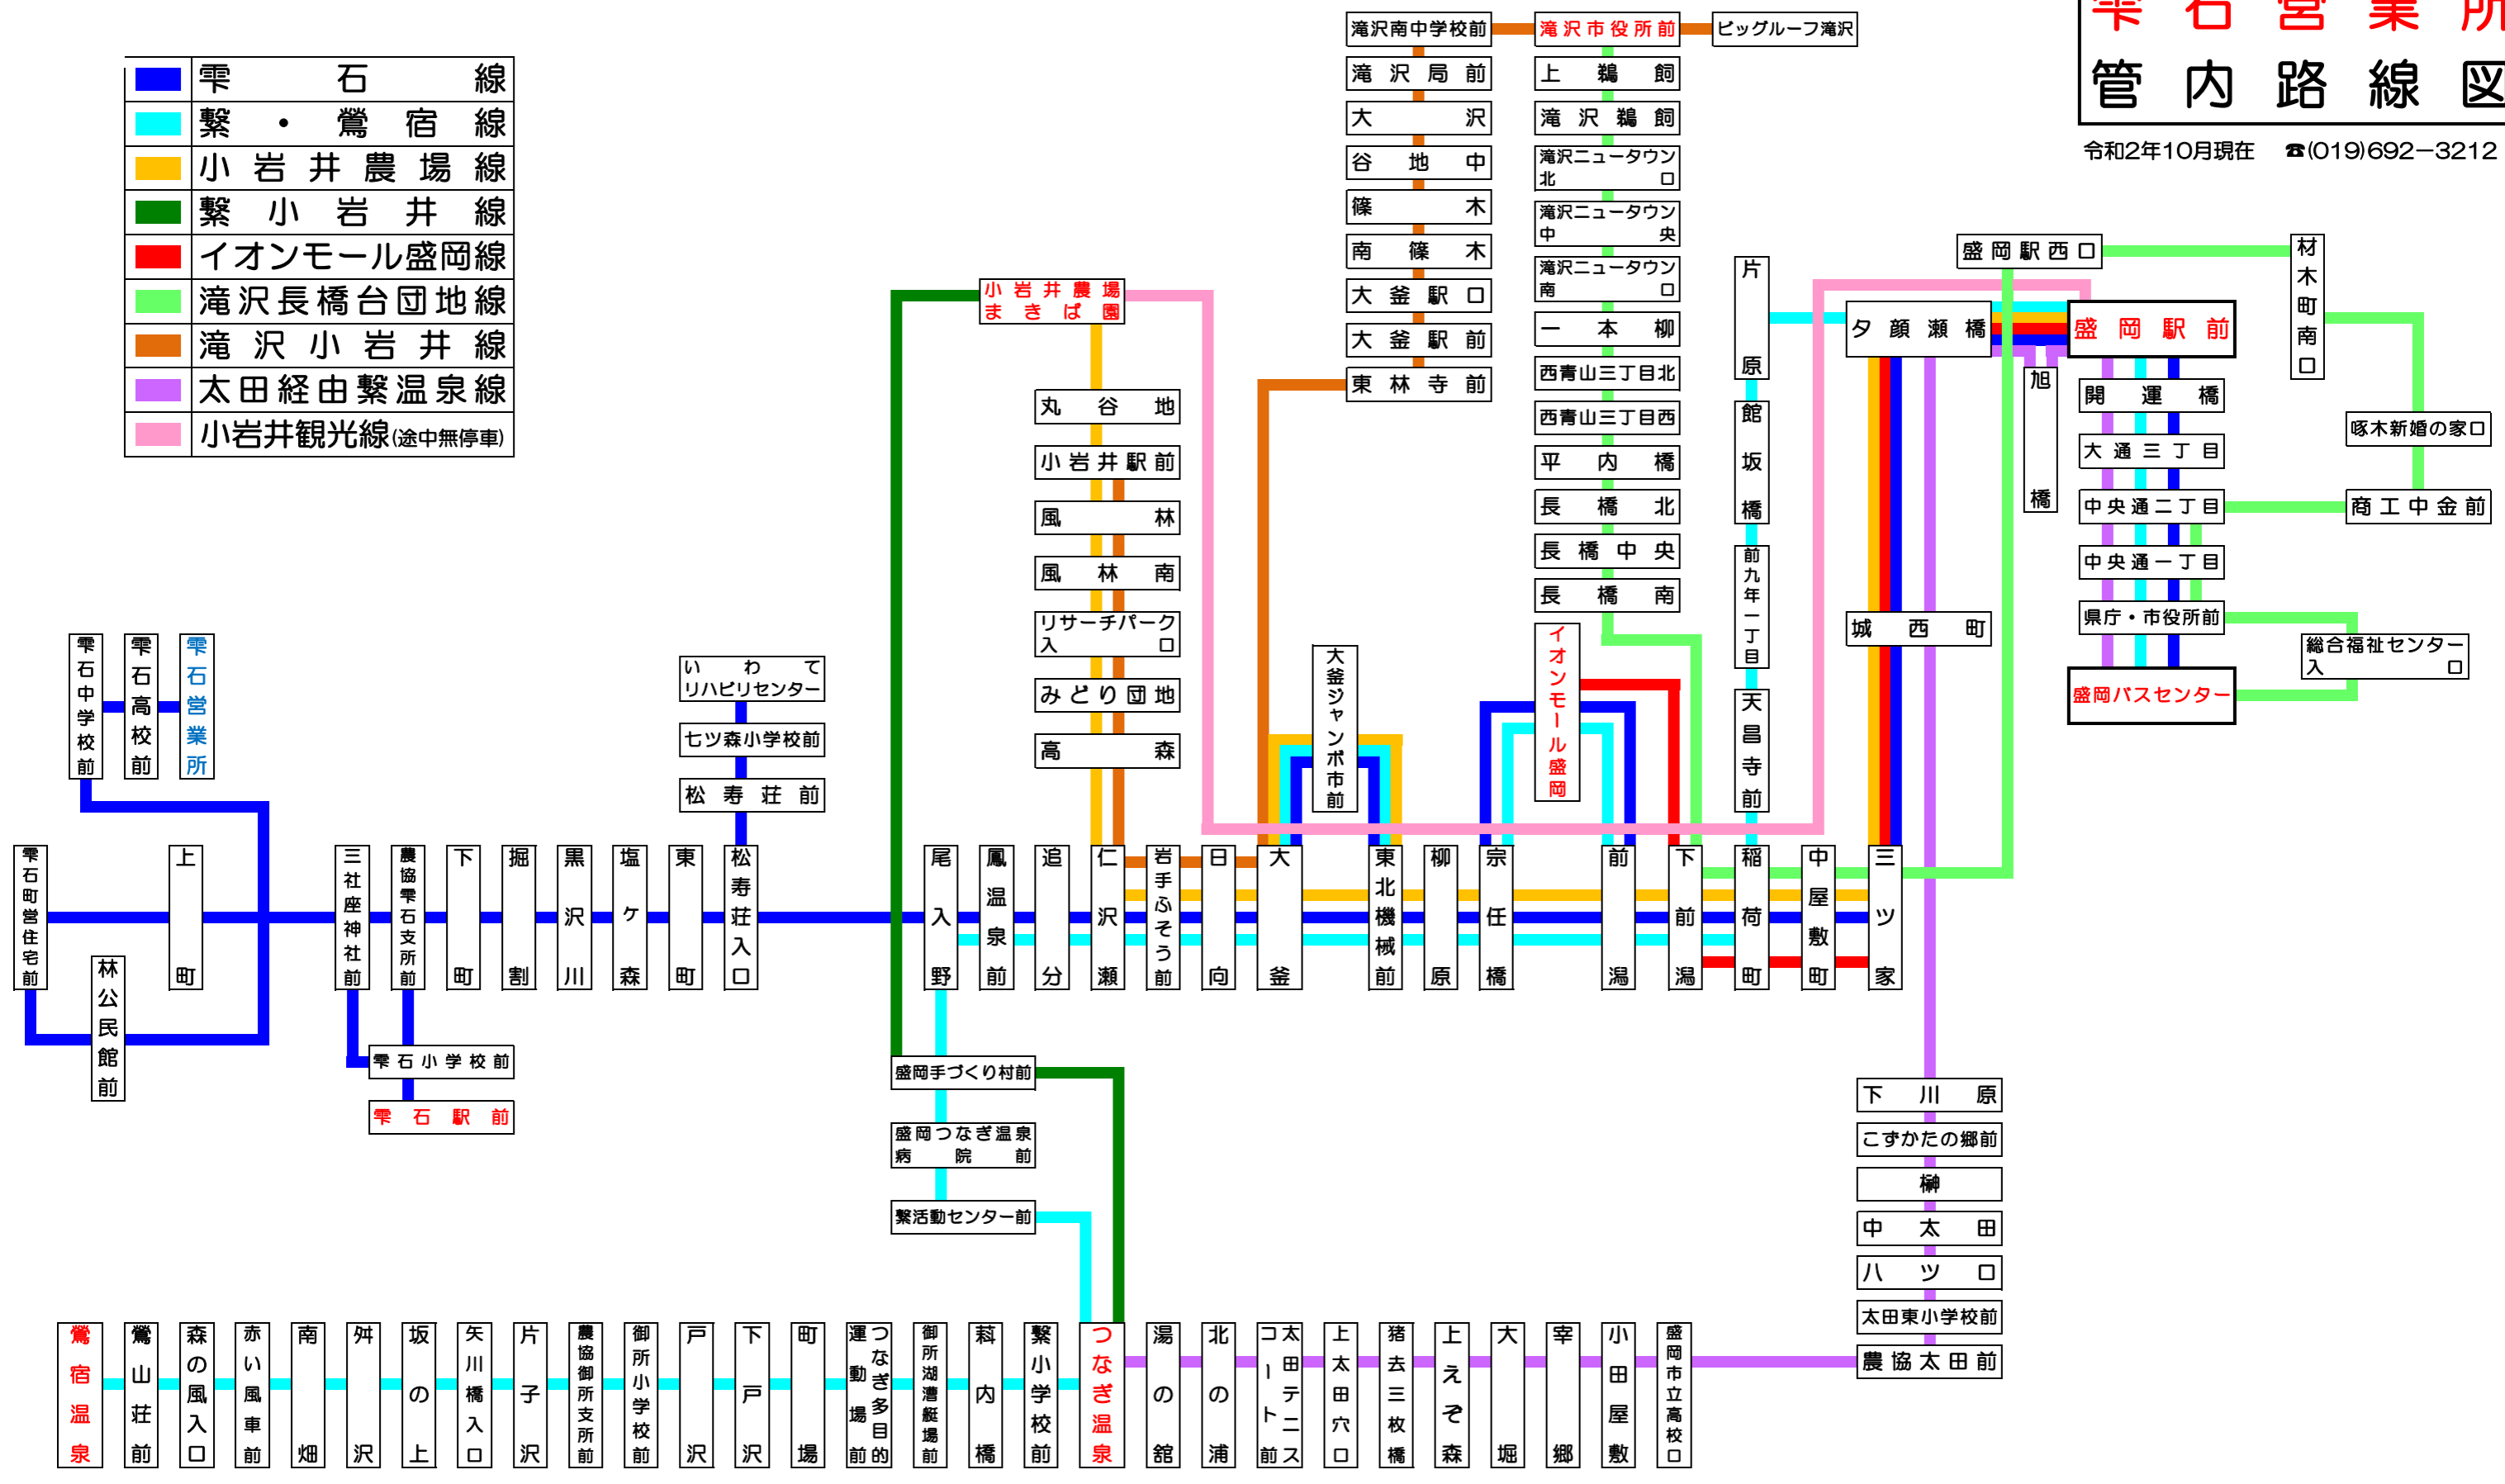 雫石営業所
管内路線図
令和2年10月現在 ☎(019)692－3212
雫石線
繋・鶯宿線
小岩井農場線
繋小岩井線
イオンモール盛岡線
滝沢長橋台団地線
滝沢小岩井線
太田経由繋温泉線
小岩井観光線(途中無停車)
滝沢南中学校前
滝沢市役所前
ビッグルーフ滝沢
滝沢局前
大沢
谷地中
篠木
南篠木
大釜駅口
大釜駅前
東林寺前
上鵜飼
滝沢鵜飼
滝沢ニュータウン
北口
滝沢ニュータウン
中央
滝沢ニュータウン
南口
一本柳
西青山三丁目北
西青山三丁目西
平内橋
長橋北
長橋中央
長橋南
イオンモール盛岡
片原
館坂橋
前九年一丁目
天昌寺前
夕顔瀬橋
盛岡駅西口
材木町南口
盛岡駅前
旭橋
開運橋
大通三丁目
中央通二丁目
中央通一丁目
県庁・市役所前
盛岡バスセンター
啄木新婚の家口
商工中金前
総合福祉センター
入口
城西町
小岩井農場
まきば園
丸谷地
小岩井駅前
風林
風林南
リサーチパーク
入口
みどり団地
高森
大釜ジャンボ市前
雫石中学校前
雫石高校前
雫石営業所
いわて
リハビリセンター
七ツ森小学校前
松寿荘前
雫石町営住宅前
林公民館前
上町
三社座神社前
農協雫石支所前
下町
掘割
黒沢川
塩ケ森
東町
松寿荘入口
尾入野
鳳温泉前
追分
仁沢瀬
岩手ふそう前
日向
大釜
東北機械前
柳原
宗任橋
前潟
下前潟
稲荷町
中屋敷町
三ツ家
雫石小学校前
雫石駅前
盛岡手づくり村前
盛岡つなぎ温泉
病院前
繋活動センター前
下川原
こずかたの郷前
榊
中太田
八ツ口
太田東小学校前
農協太田前
鶯宿温泉
鶯山荘前
森の風入口
赤い風車前
南畑
舛沢
坂の上
矢川橋入口
片子沢
農協御所支所前
御所小学校前
戸沢
下戸沢
町場
つなぎ多目的
運動場前
御所湖漕艇場前
萪内橋
繋小学校前
つなぎ温泉
湯の舘
北の浦
太田テニス
コート前
上太田穴口
猪去三枚橋
上えぞ森
大堀
宰郷
小田屋敷
盛岡市立高校口